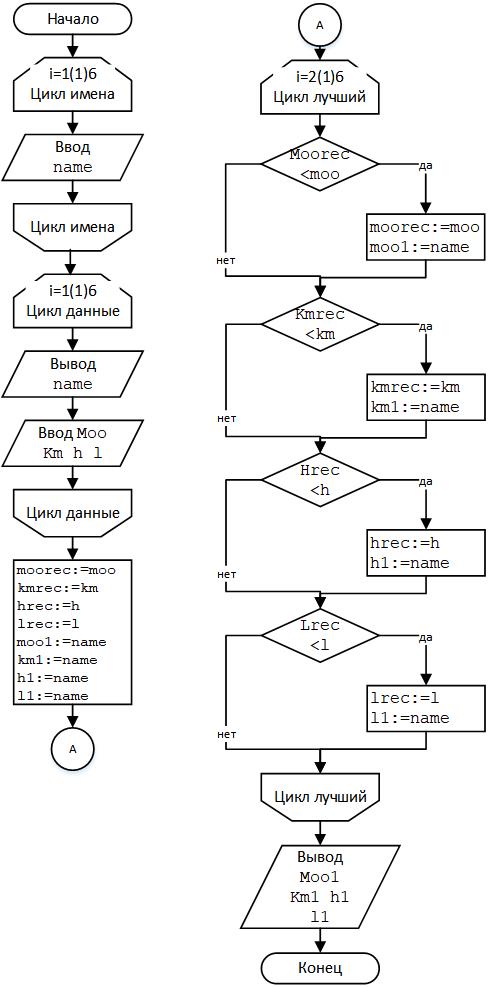 Начало
i=1(1)6
Цикл имена
Ввод
name
Цикл имена
i=1(1)6
Цикл данные
Вывод
name
Ввод Moo
Km h l
Цикл данные
moorec:=moo
kmrec:=km
hrec:=h
lrec:=l
moo1:=name
km1:=name
h1:=name
l1:=name
A
A
i=2(1)6
Цикл лучший
Moorec
<moo
да
moorec:=moo
moo1:=name
нет
Kmrec
<km
да
kmrec:=km
km1:=name
нет
Hrec
<h
да
hrec:=h
h1:=name
нет
Lrec
<l
да
lrec:=l
l1:=name
нет
Цикл лучший
Вывод
Moo1
Km1 h1
l1
Конец